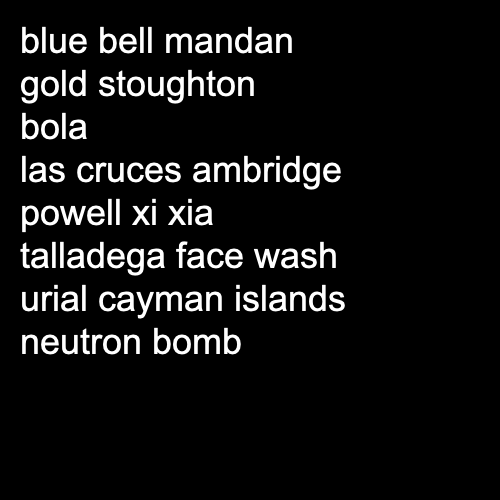 blue bell mandan
gold stoughton
bola
las cruces ambridge
powell xi xia
talladega face wash
urial cayman islands
neutron bomb